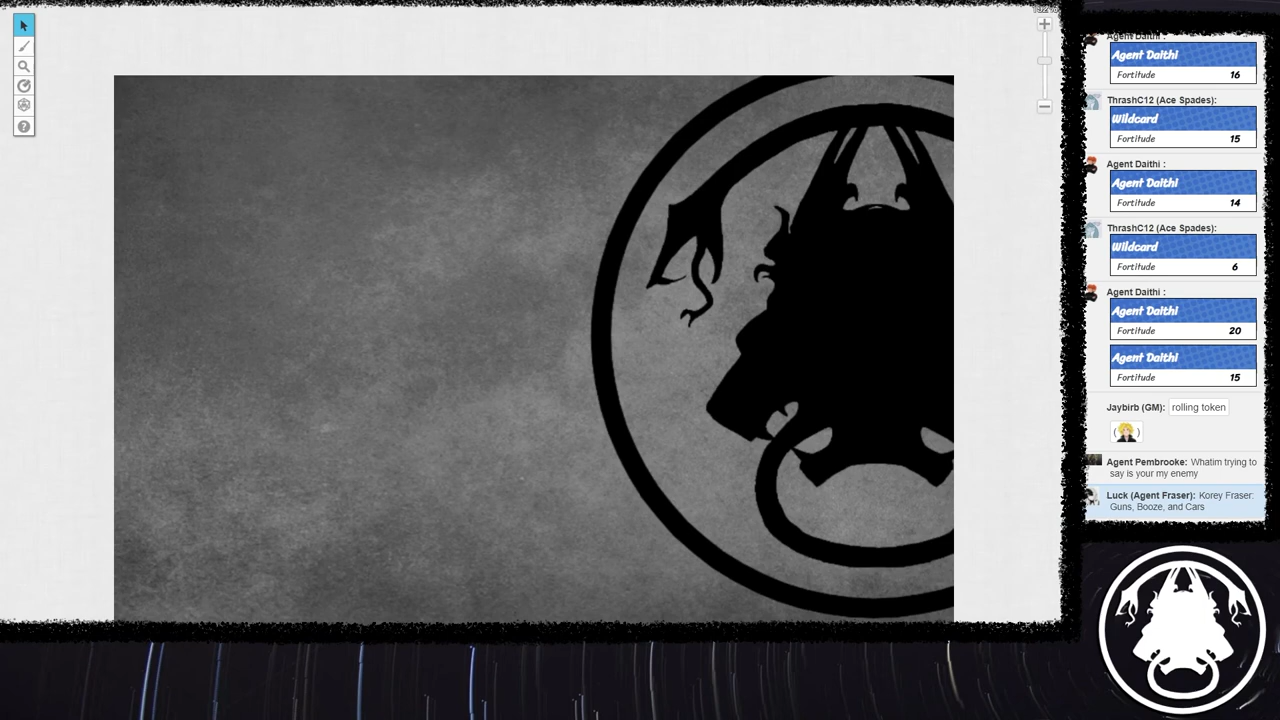 Agent Daithi :
Agent Daithi
Fortitude 16
ThrashC12 (Ace Spades):
Wildcard
Fortitude 15
Agent Daithi :
Agent Daithi
Fortitude 14
ThrashC12 (Ace Spades):
Wildcard
Fortitude 6
Agent Daithi :
Agent Daithi
Fortitude 20
Agent Daithi
Fortitude 15
Jaybirb (GM): rolling token
Agent Pembrooke: Whatim trying to
say is your my enemy
Luck (Agent Fraser): Korey Fraser:
Guns, Booze, and Cars